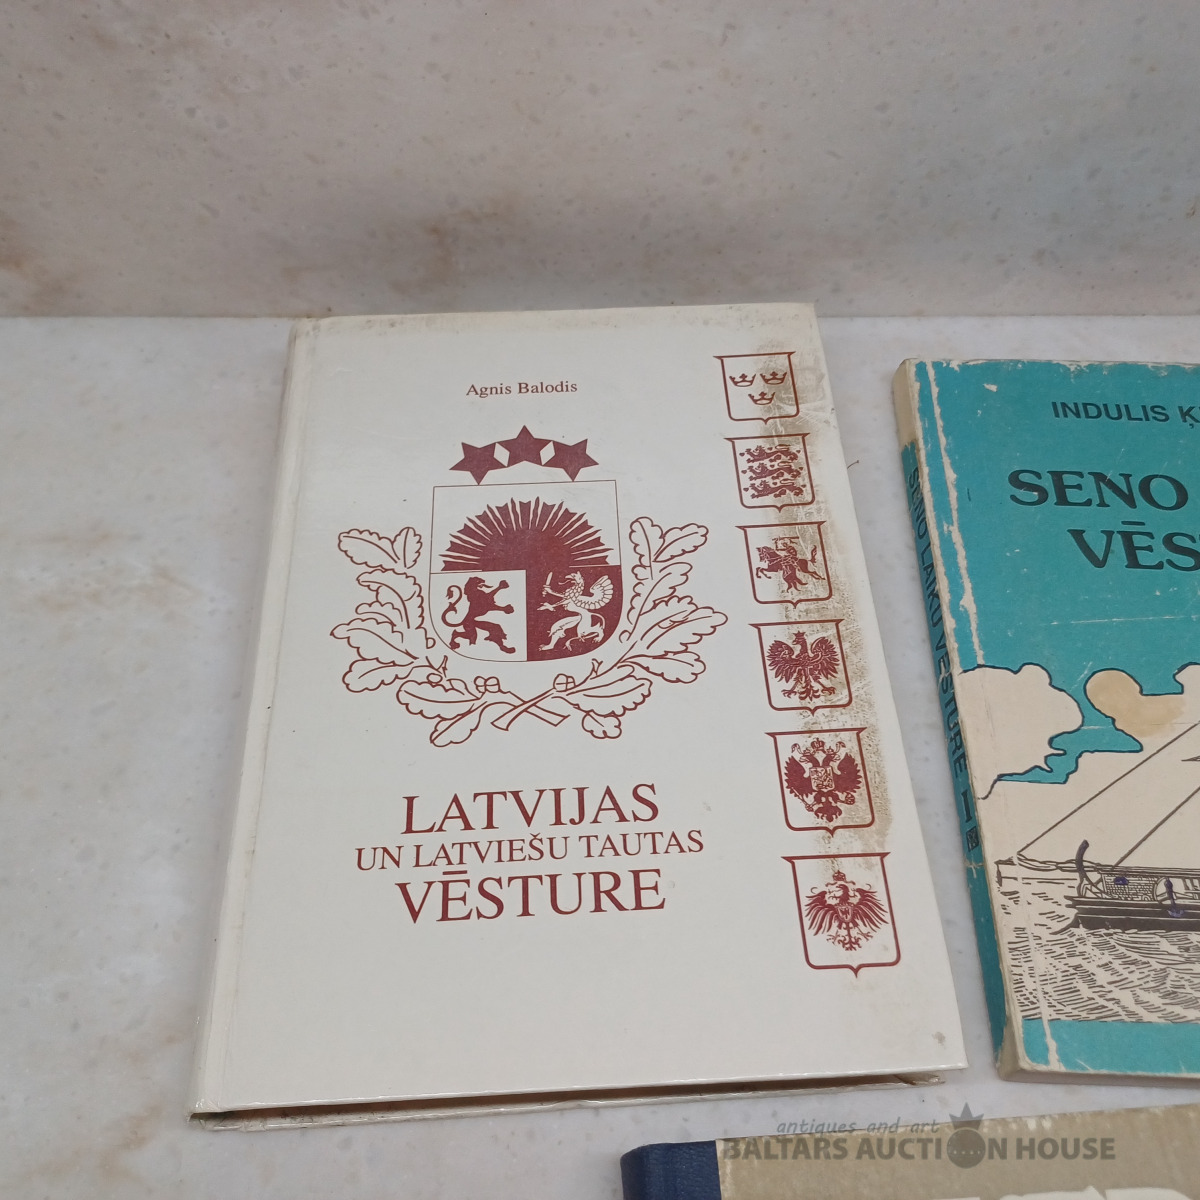 Agnis Balodis
LATVIJAS
UN LATVIEŠU TAUTAS
VĒSTURE
INDULIS Ķ
SENO
VĒS
SENO LAIKU VĒSTURE I
antiques and art
BALTARS AUCTION HOUSE